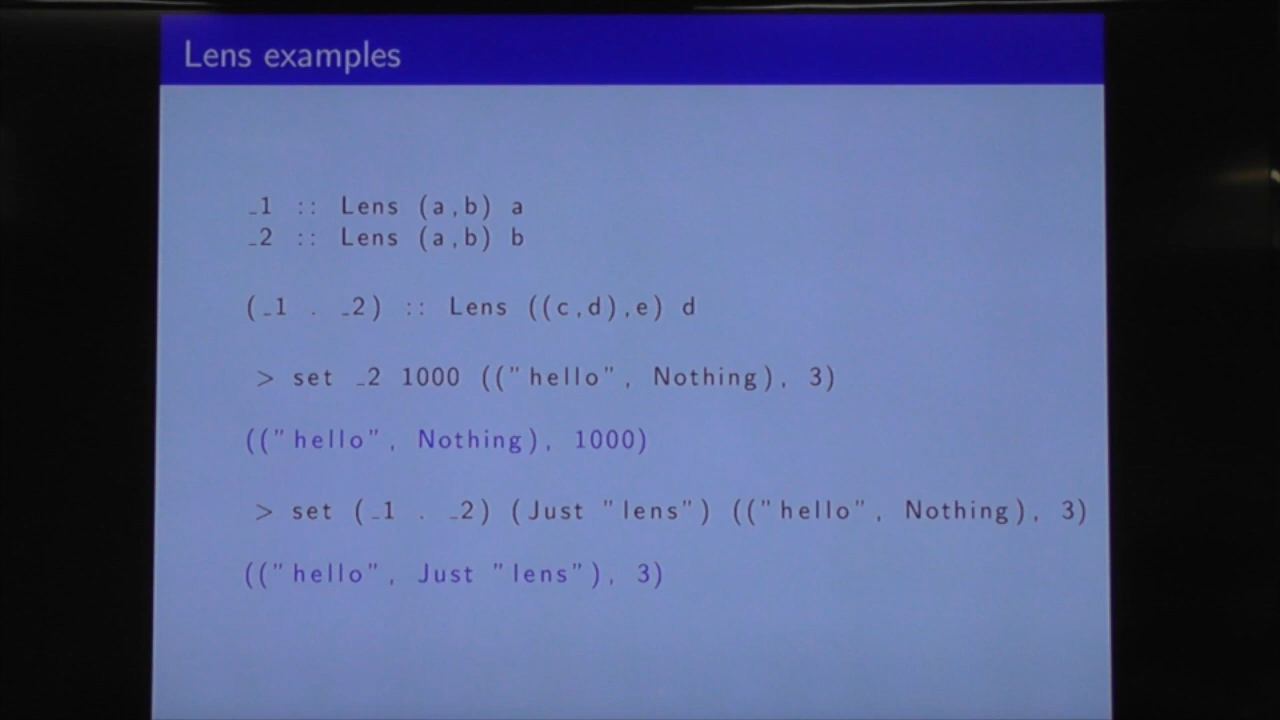 Lens examples
_1 :: Lens (a,b) a
_2 :: Lens (a,b) b
(_1 . _2) :: Lens ((c,d),e) d
> set _2 1000 (("hello", Nothing), 3)
(("hello", Nothing), 1000)
> set (_1 . _2) (Just "lens") (("hello", Nothing), 3)
(("hello", Just "lens"), 3)